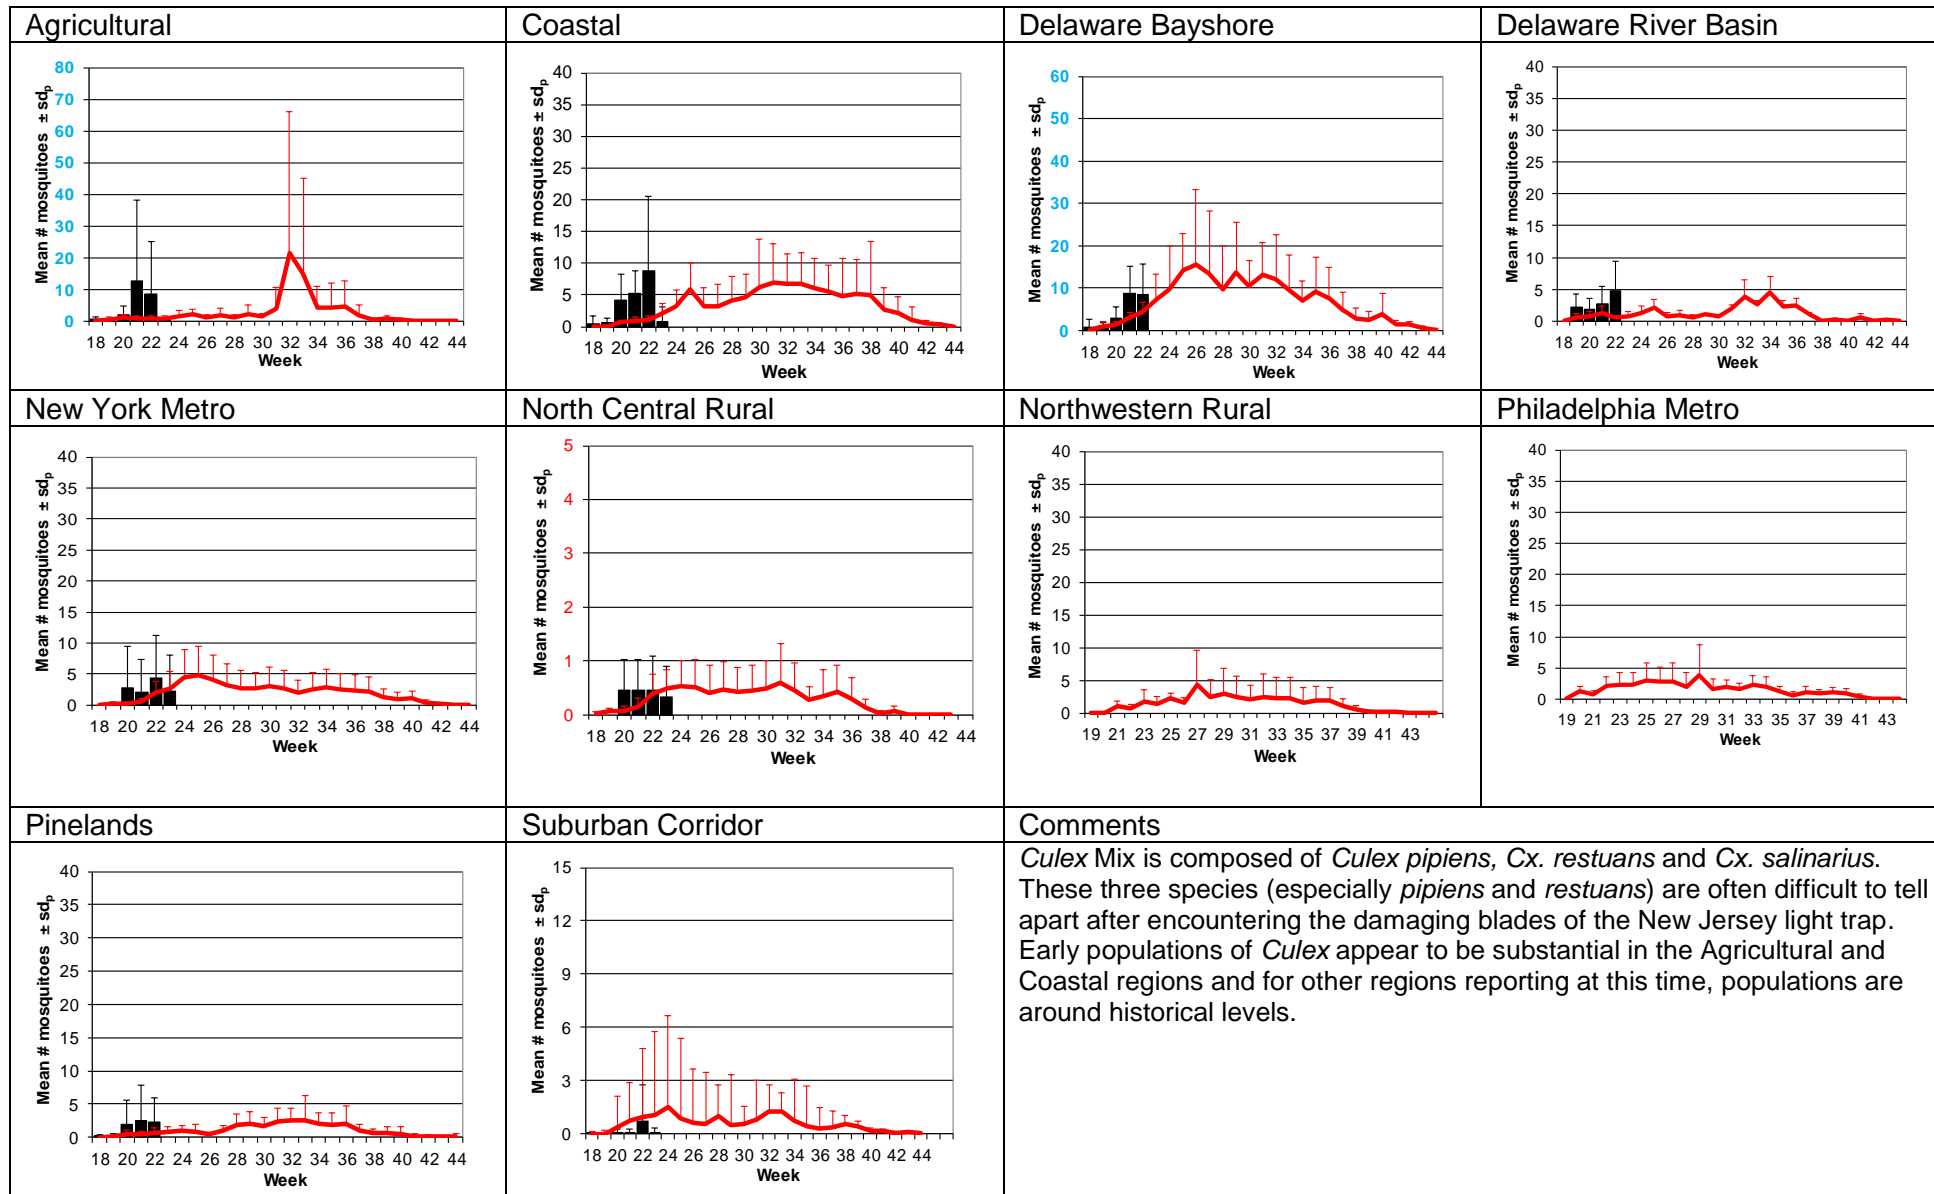 Agricultural
Mean # mosquitoes ± sdp
80
70
60
50
40
30
20
10
0
18 20 22 24 26 28 30 32 34 36 38 40 42 44
Week
Coastal
Mean # mosquitoes ± sdp
40
35
30
25
20
15
10
5
0
18 20 22 24 26 28 30 32 34 36 38 40 42 44
Week
Delaware Bayshore
Mean # mosquitoes ± sdp
60
50
40
30
20
10
0
18 20 22 24 26 28 30 32 34 36 38 40 42 44
Week
Delaware River Basin
Mean # mosquitoes ± sdp
40
35
30
25
20
15
10
5
0
18 20 22 24 26 28 30 32 34 36 38 40 42 44
Week
New York Metro
Mean # mosquitoes ± sdp
40
35
30
25
20
15
10
5
0
18 20 22 24 26 28 30 32 34 36 38 40 42 44
Week
North Central Rural
Mean # mosquitoes ± sdp
5
4
3
2
1
0
18 20 22 24 26 28 30 32 34 36 38 40 42 44
Week
Northwestern Rural
Mean # mosquitoes ± sdp
40
35
30
25
20
15
10
5
0
19 21 23 25 27 29 31 33 35 37 39 41 43
Week
Philadelphia Metro
Mean # mosquitoes ± sdp
40
35
30
25
20
15
10
5
0
19 21 23 25 27 29 31 33 35 37 39 41 43
Week
Pinelands
Mean # mosquitoes ± sdp
40
35
30
25
20
15
10
5
0
18 20 22 24 26 28 30 32 34 36 38 40 42 44
Week
Suburban Corridor
Mean # mosquitoes ± sdp
15
12
9
6
3
0
18 20 22 24 26 28 30 32 34 36 38 40 42 44
Week
Comments
Culex Mix is composed of Culex pipiens, Cx. restuans and Cx. salinarius.
These three species (especially pipiens and restuans) are often difficult to tell
apart after encountering the damaging blades of the New Jersey light trap.
Early populations of Culex appear to be substantial in the Agricultural and
Coastal regions and for other regions reporting at this time, populations are
around historical levels.